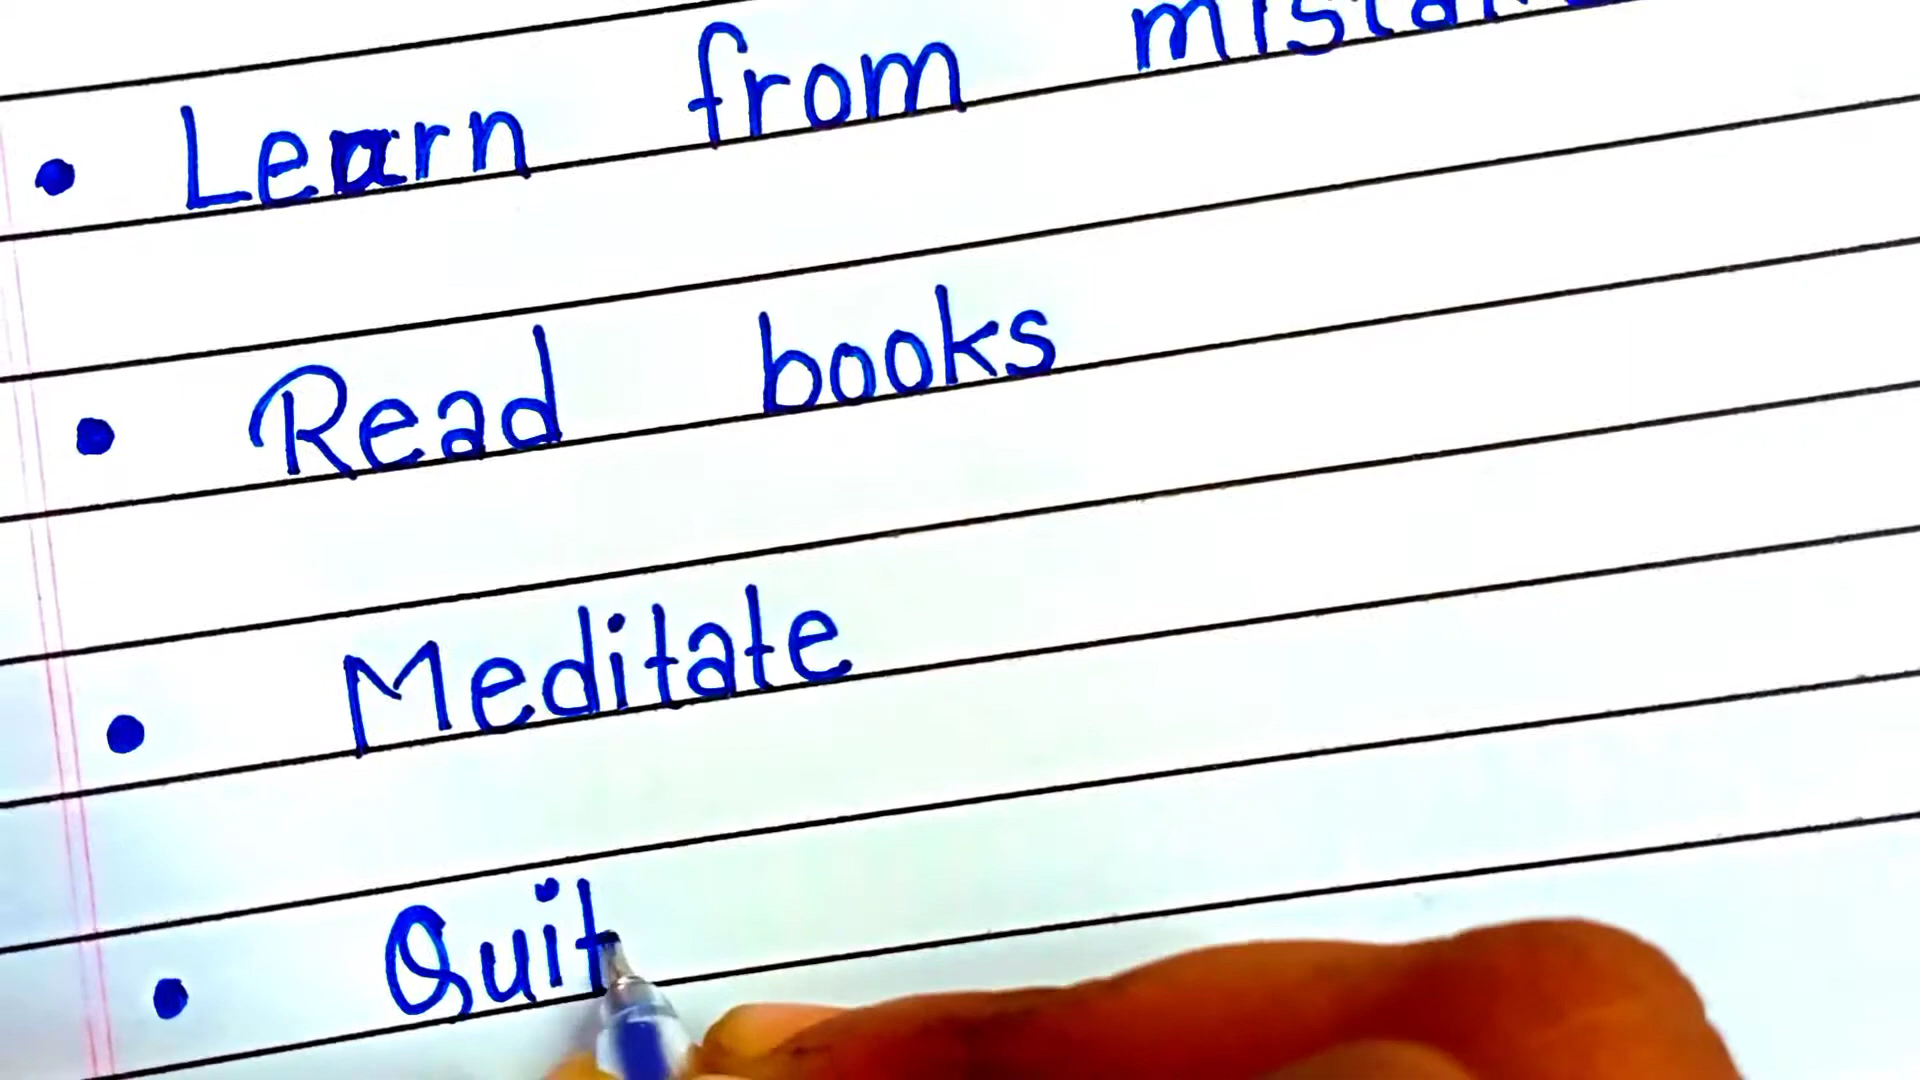 • Learn from
• Read books
• Meditate
• Quit